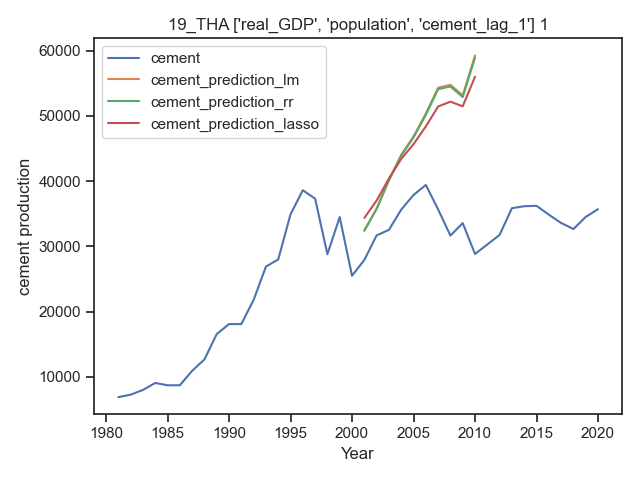 19_THA ['real_GDP', 'population', 'cement_lag_1'] 1
60000
50000
40000
30000
20000
10000
cement production
cement
cement_prediction_lm
cement_prediction_rr
cement_prediction_lasso
1980 1985 1990 1995 2000 2005 2010 2015 2020
Year